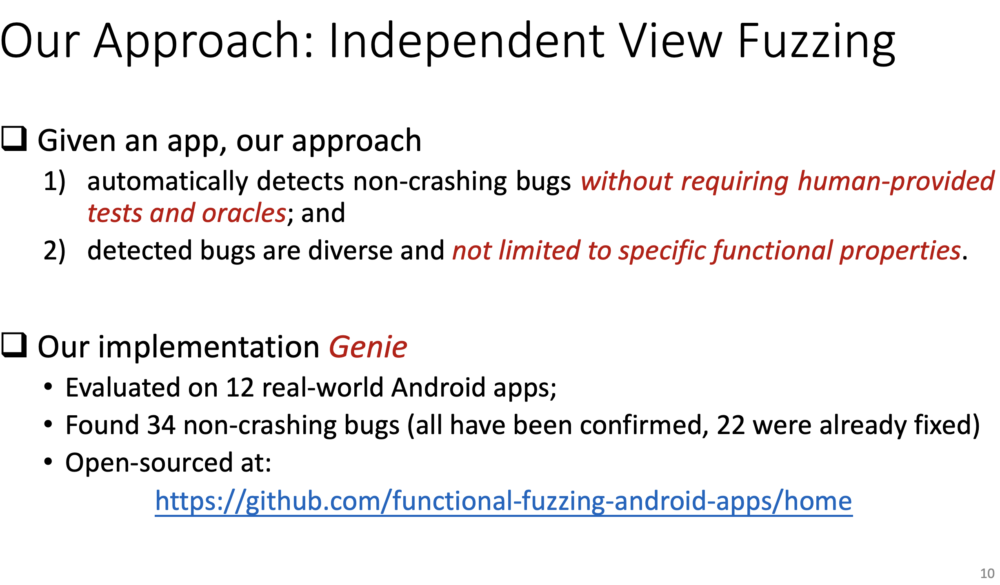 Our Approach: Independent View Fuzzing
Given an app, our approach
1) automatically detects non-crashing bugs without requiring human-provided
tests and oracles; and
2) detected bugs are diverse and not limited to specific functional properties.
Our implementation Genie
• Evaluated on 12 real-world Android apps;
• Found 34 non-crashing bugs (all have been confirmed, 22 were already fixed)
• Open-sourced at:
https://github.com/functional-fuzzing-android-apps/home
10